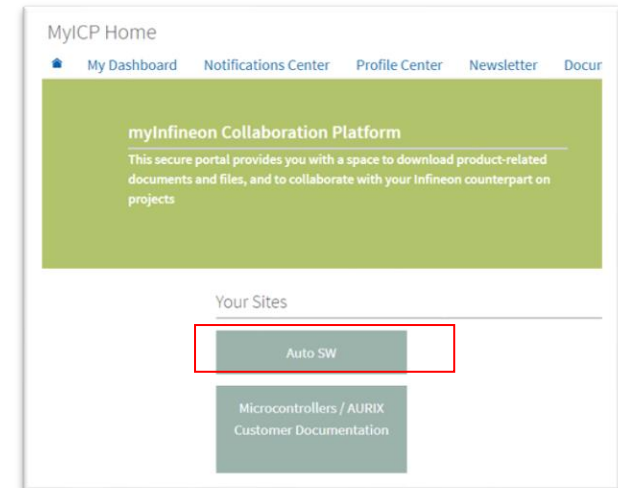 MyICP Home
My Dashboard Notifications Center Profile Center Newsletter Docur
myInfineon Collaboration Platform
This secure portal provides you with a space to download product-related
documents and files, and to collaborate with your Infineon counterpart on
projects
Your Sites
Auto SW
Microcontrollers / AURIX
Customer Documentation